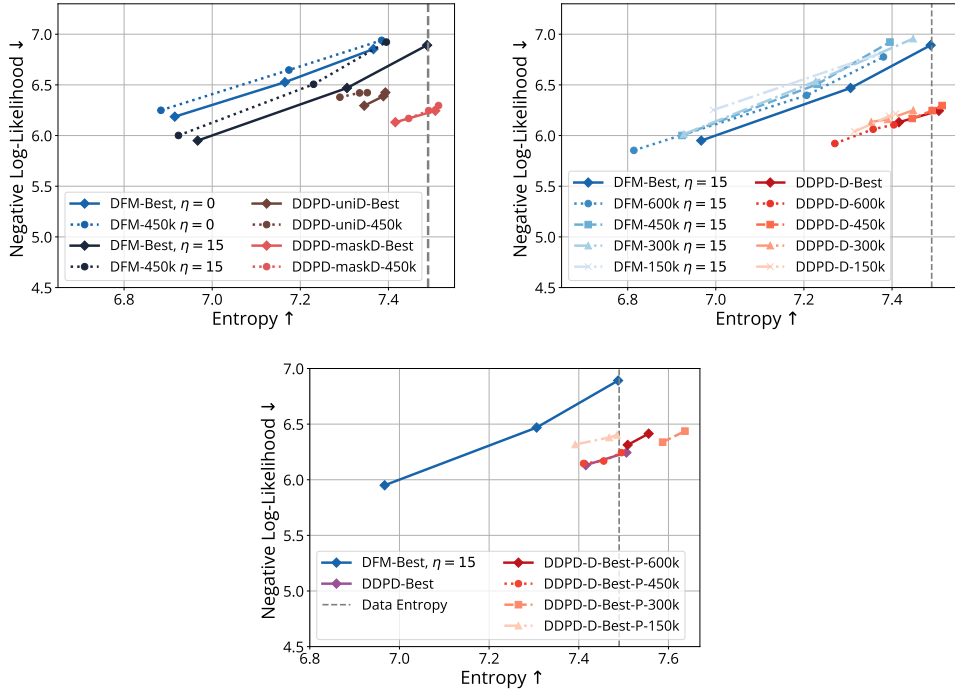 7.0
6.5
6.0
5.5
5.0
4.5
Negative Log-Likelihood ↓
DFM-Best, η = 0
DFM-450k η = 0
DFM-Best, η = 15
DFM-450k η = 15
DDPD-uniD-Best
DDPD-uniD-450k
DDPD-maskD-Best
DDPD-maskD-450k
6.8 7.0 7.2 7.4
Entropy ↑
7.0
6.5
6.0
5.5
5.0
4.5
Negative Log-Likelihood ↓
DFM-Best, η = 15
DFM-600k η = 15
DFM-450k η = 15
DFM-300k η = 15
DFM-150k η = 15
DDPD-D-Best
DDPD-D-600k
DDPD-D-450k
DDPD-D-300k
DDPD-D-150k
6.8 7.0 7.2 7.4
Entropy ↑
7.0
6.5
6.0
5.5
5.0
4.5
Negative Log-Likelihood ↓
DFM-Best, η = 15
DDPD-Best
Data Entropy
DDPD-D-Best-P-600k
DDPD-D-Best-P-450k
DDPD-D-Best-P-300k
DDPD-D-Best-P-150k
6.8 7.0 7.2 7.4 7.6
Entropy ↑